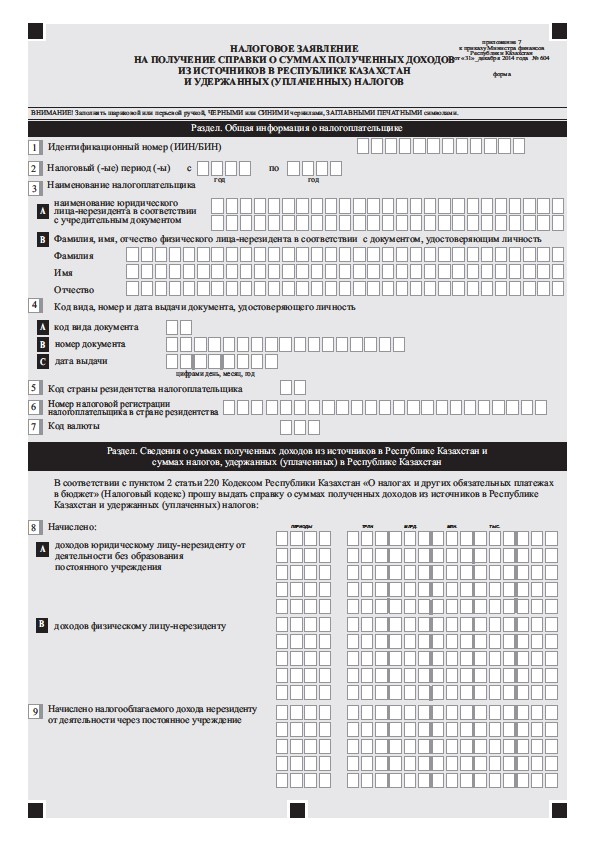 приложение 7
к приказу Министра финансов
Республики Казахстан
от «31»_декабря 2014 года № 604
форма
НАЛОГОВОЕ ЗАЯВЛЕНИЕ
НА ПОЛУЧЕНИЕ СПРАВКИ О СУММАХ ПОЛУЧЕННЫХ ДОХОДОВ
ИЗ ИСТОЧНИКОВ В РЕСПУБЛИКЕ КАЗАХСТАН
И УДЕРЖАННЫХ (УПЛАЧЕННЫХ) НАЛОГОВ
ВНИМАНИЕ! Заполнять шариковой или перьевой ручкой, ЧЕРНЫМИ или СИНИМИ чернилами, ЗАГЛАВНЫМИ ПЕЧАТНЫМИ символами.
Раздел. Общая информация о налогоплательщике
1 Идентификационный номер (ИИН/БИН)
2 Налоговый (-ые) период (-ы) с по
год год
3 Наименование налогоплательщика
A наименование юридического
лица-нерезидента в соответствии
с учредительным документом
B Фамилия, имя, отчество физического лица-нерезидента в соответствии с документом, удостоверяющим личность
Фамилия
Имя
Отчество
4 Код вида, номер и дата выдачи документа, удостоверяющего личность
A код вида документа
B номер документа
C дата выдачи
цифрами день, месяц, год
5 Код страны резидентства налогоплательщика
6 Номер налоговой регистрации
налогоплательщика в стране резидентства
7 Код валюты
Раздел. Сведения о суммах полученных доходов из источников в Республике Казахстан и
суммах налогов, удержанных (уплаченных) в Республике Казахстан
В соответствии с пунктом 2 статьи 220 Кодексом Республики Казахстан «О налогах и других обязательных платежах
в бюджет» (Налоговый кодекс) прошу выдать справку о суммах полученных доходов из источников в Республике
Казахстан и удержанных (уплаченных) налогов:
8 Начислено: ПЕРИОДЫ ТРЛН МЛРД. МЛН. ТЫС.
A доходов юридическому лицу-нерезиденту от
деятельности без образования
постоянного учреждения
B доходов физическому лицу-нерезиденту
9 Начислено налогооблагаемого дохода нерезиденту
от деятельности через постоянное учреждение